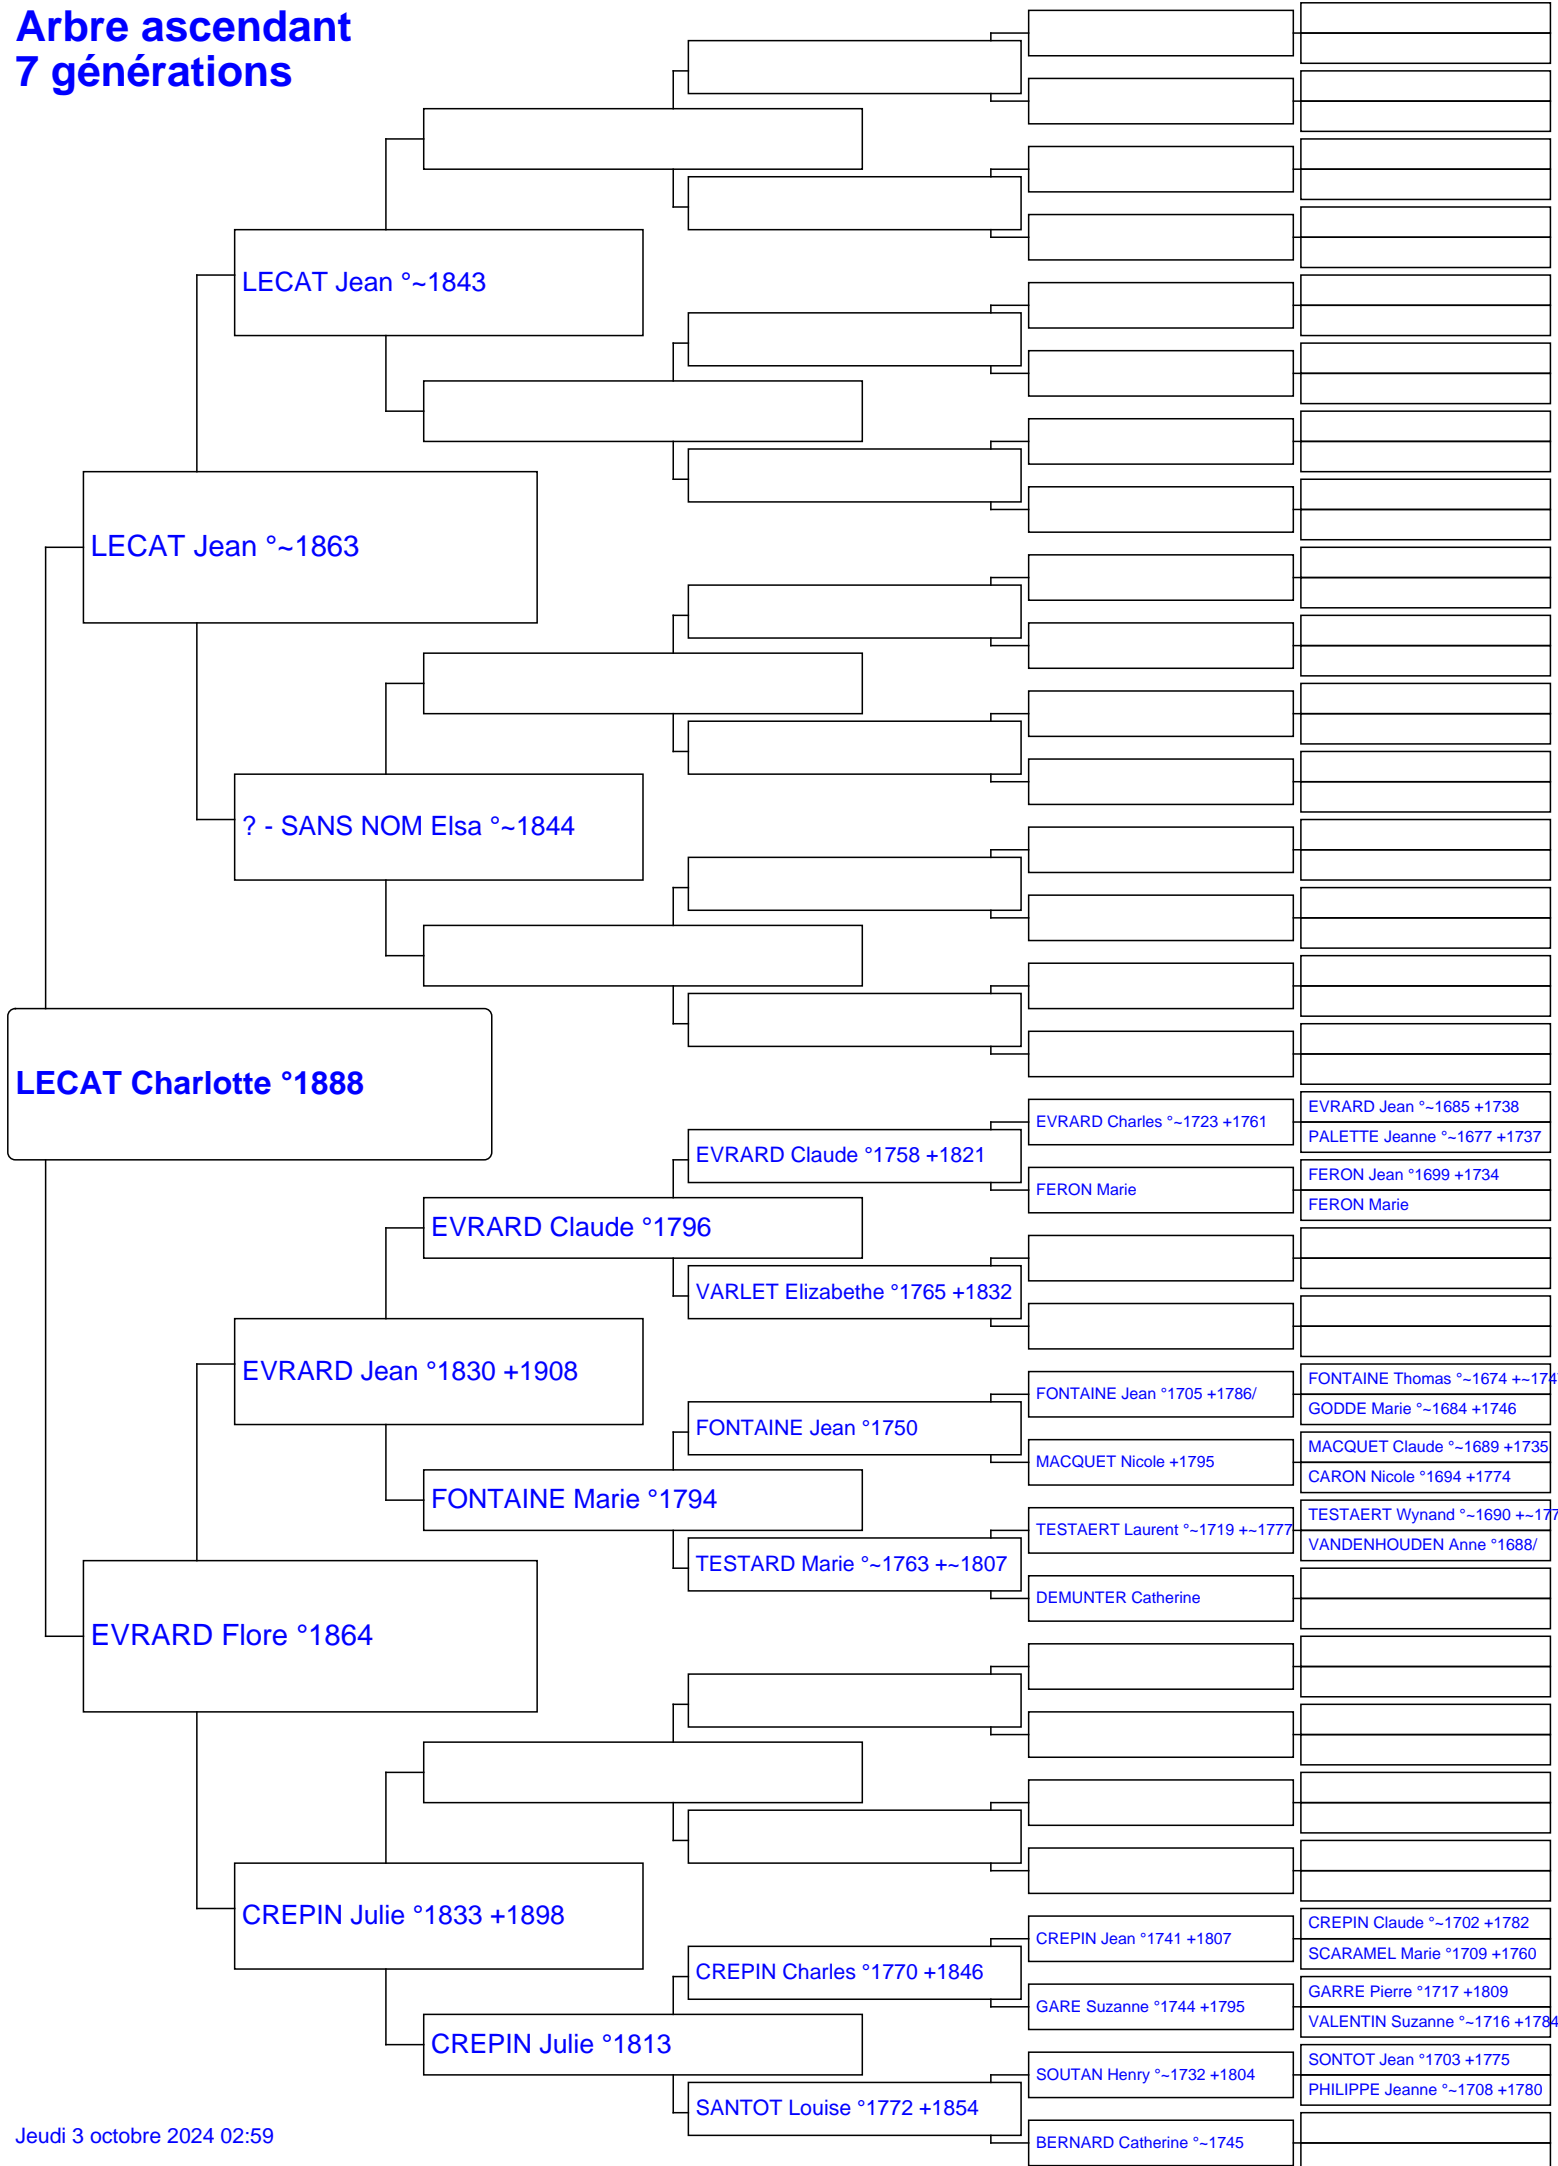 Arbre ascendant
7 générations
LECAT Jean °~1843
LECAT Jean °~1863
? - SANS NOM Elsa °~1844
LECAT Charlotte °1888
EVRARD Charles °~1723 +1761
EVRARD Jean °~1685 +1738
PALETTE Jeanne °~1677 +1737
EVRARD Claude °1758 +1821
FERON Marie
FERON Jean °1699 +1734
FERON Marie
EVRARD Claude °1796
VARLET Elizabethe °1765 +1832
EVRARD Jean °1830 +1908
FONTAINE Jean °1705 +1786/
FONTAINE Thomas °~1674 +~174
GODDE Marie °~1684 +1746
FONTAINE Jean °1750
MACQUET Nicole +1795
MACQUET Claude °~1689 +1735
CARON Nicole °1694 +1774
FONTAINE Marie °1794
TESTAERT Laurent °~1719 +~1777
TESTAERT Wynand °~1690 +~177
VANDENHOUDEN Anne °1688/
TESTARD Marie °~1763 +~1807
DEMUNTER Catherine
EVRARD Flore °1864
CREPIN Julie °1833 +1898
CREPIN Jean °1741 +1807
CREPIN Claude °~1702 +1782
SCARAMEL Marie °1709 +1760
CREPIN Charles °1770 +1846
GARE Suzanne °1744 +1795
GARRE Pierre °1717 +1809
VALENTIN Suzanne °~1716 +1784
CREPIN Julie °1813
SOUTAN Henry °~1732 +1804
SONTOT Jean °1703 +1775
PHILIPPE Jeanne °~1708 +1780
SANTOT Louise °1772 +1854
BERNARD Catherine °~1745
Jeudi 3 octobre 2024 02:59